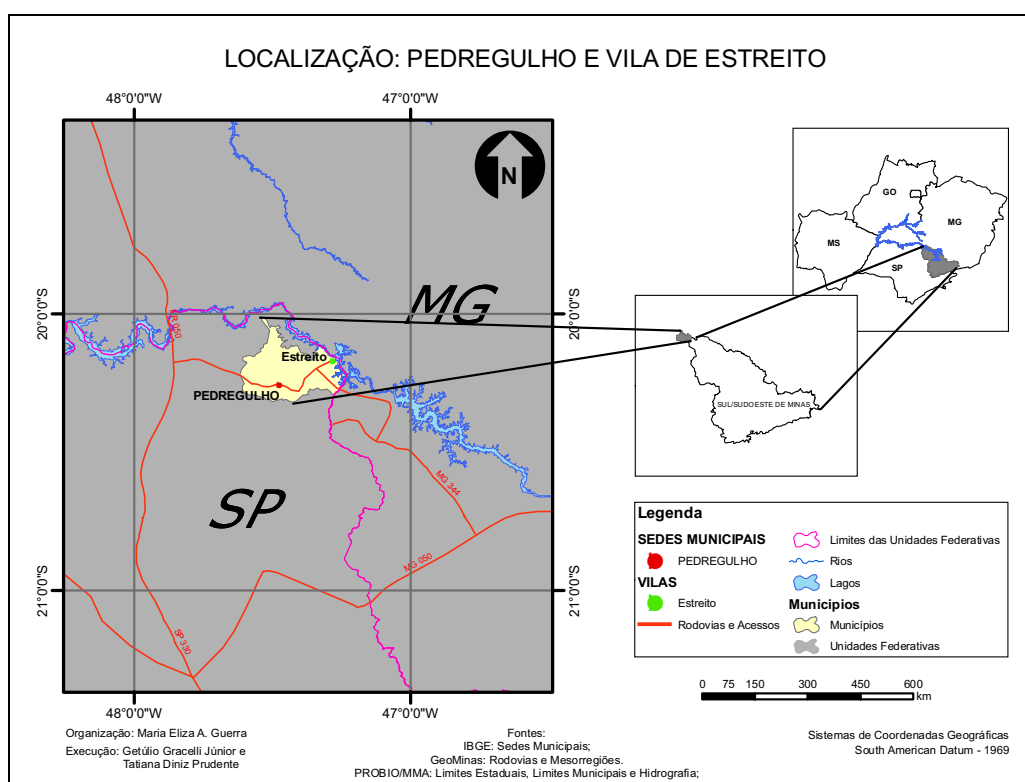 LOCALIZAÇÃO: PEDREGULHO E VILA DE ESTREITO
48°0'0"W
47°0'0"W
N
GO
MG
MS
SP
20°0'0"S
20°0'0"S
MG
BR 050
Estreito
PEDREGULHO
SUL/SUDOESTE DE MINAS
SP
MG 344
MG 050
SP 330
21°0'0"S
21°0'0"S
48°0'0"W
47°0'0"W
Legenda
SEDES MUNICIPAIS
PEDREGULHO
VILAS
Estreito
Rodovias e Acessos
Limites das Unidades Federativas
Rios
Lagos
Municipios
Municípios
Unidades Federativas
0 75 150 300 450 600
km
Organização: Maria Eliza A. Guerra
Execução: Getúlio Gracelli Júnior e
Tatiana Diniz Prudente
Fontes:
IBGE: Sedes Municipais;
GeoMinas: Rodovias e Mesorregiões.
PROBIO/MMA: Limites Estaduais, Limites Municipais e Hidrografia;
Sistemas de Coordenadas Geográficas
South American Datum - 1969